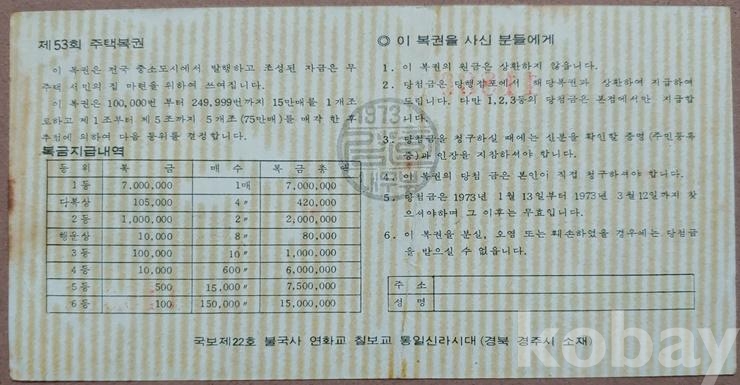 제53회 주택복권
이 복권은 전국 중소도시에서 발행하고 조성된 자금은 무
주택 서민의 집 마련을 위하여 쓰여집니다.
이 복권은 100,000번 부터 249,999번까지 15만매를 1개조
로하고 제1조부터 제5조까지 5개조(75만매)를 매각 한 후
추첨에 의하여 다음 등위를 결정합니다.
복금지급내역
등위 복금 매수 복금총액
1등 7,000,000 1매 7,000,000
다복상 105,000 4〃 420,000
2등 1,000,000 2〃 2,000,000
행운상 10,000 8〃 80,000
3등 100,000 10〃 1,000,000
4등 10,000 600〃 6,000,000
5등 500 15,000〃 7,500,000
6등 100 150,000〃 15,000,000
1973
◎ 이 복권을 사신 분들에게
1. 이 복권의 원금은 상환하지 않읍니다.
2. 당첨금은 당행점포에서 해당복권과 상환하여 지급하여
드립니다. 다만 1,2,3등의 당첨금은 본점에서만 지급합
니다.
3. 당첨금을 청구하실 때에는 신분을 확인할 증명(주민등록
증)과 인장을 지참하셔야 합니다.
4. 이 복권의 당첨 금은 본인이 직접 청구하셔야 합니다.
5. 당첨금은 1973년 1월 13일부터 1973년 3월 12일까지 찾
으셔야하며 그 이후는 무효입니다.
6. 이 복권을 분실, 오염 또는 훼손하였을 경우에는 당첨금
을 받으실 수 없읍니다.
주소
성명
국보제22호 불국사 연화교 칠보교 통일신라시대(경북 경주시 소재)
kobay